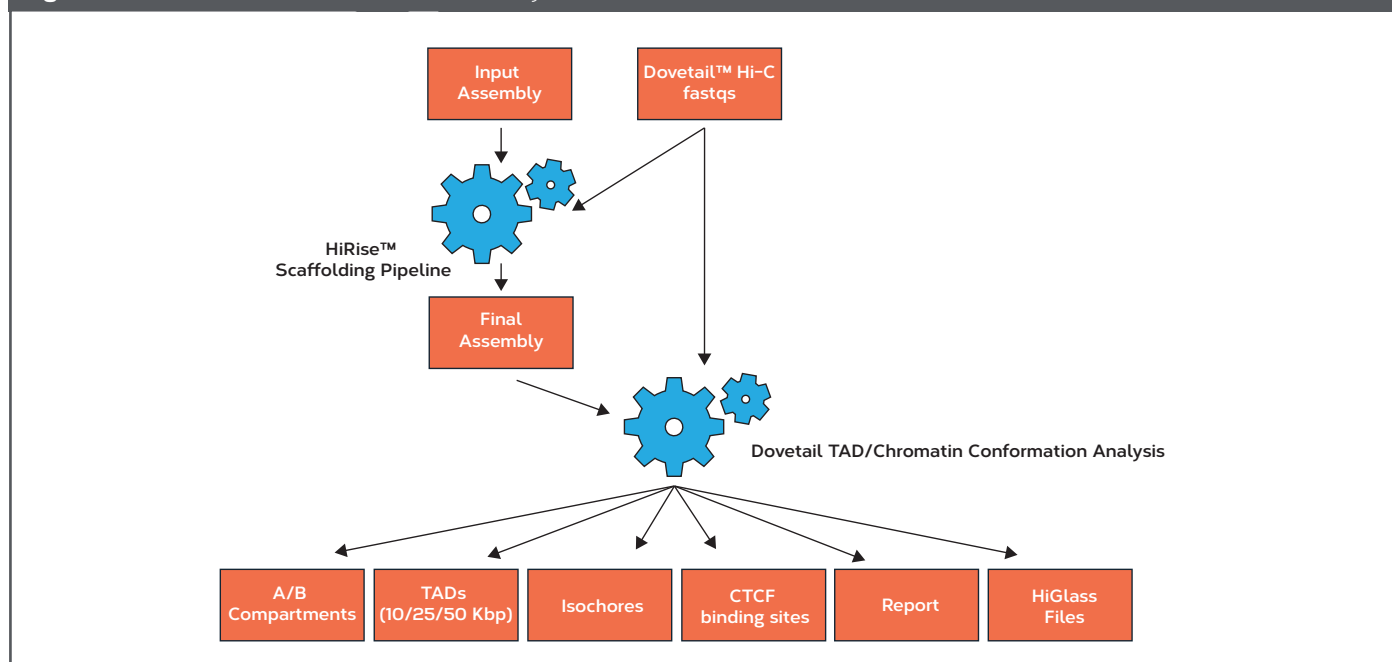 Input
Assembly
Dovetail™ Hi-C
fastqs
HiRise™
Scaffolding Pipeline
Final
Assembly
Dovetail TAD/Chromatin Conformation Analysis
A/B
Compartments
TADs
(10/25/50 Kbp)
Isochores
CTCF
binding sites
Report
HiGlass
Files